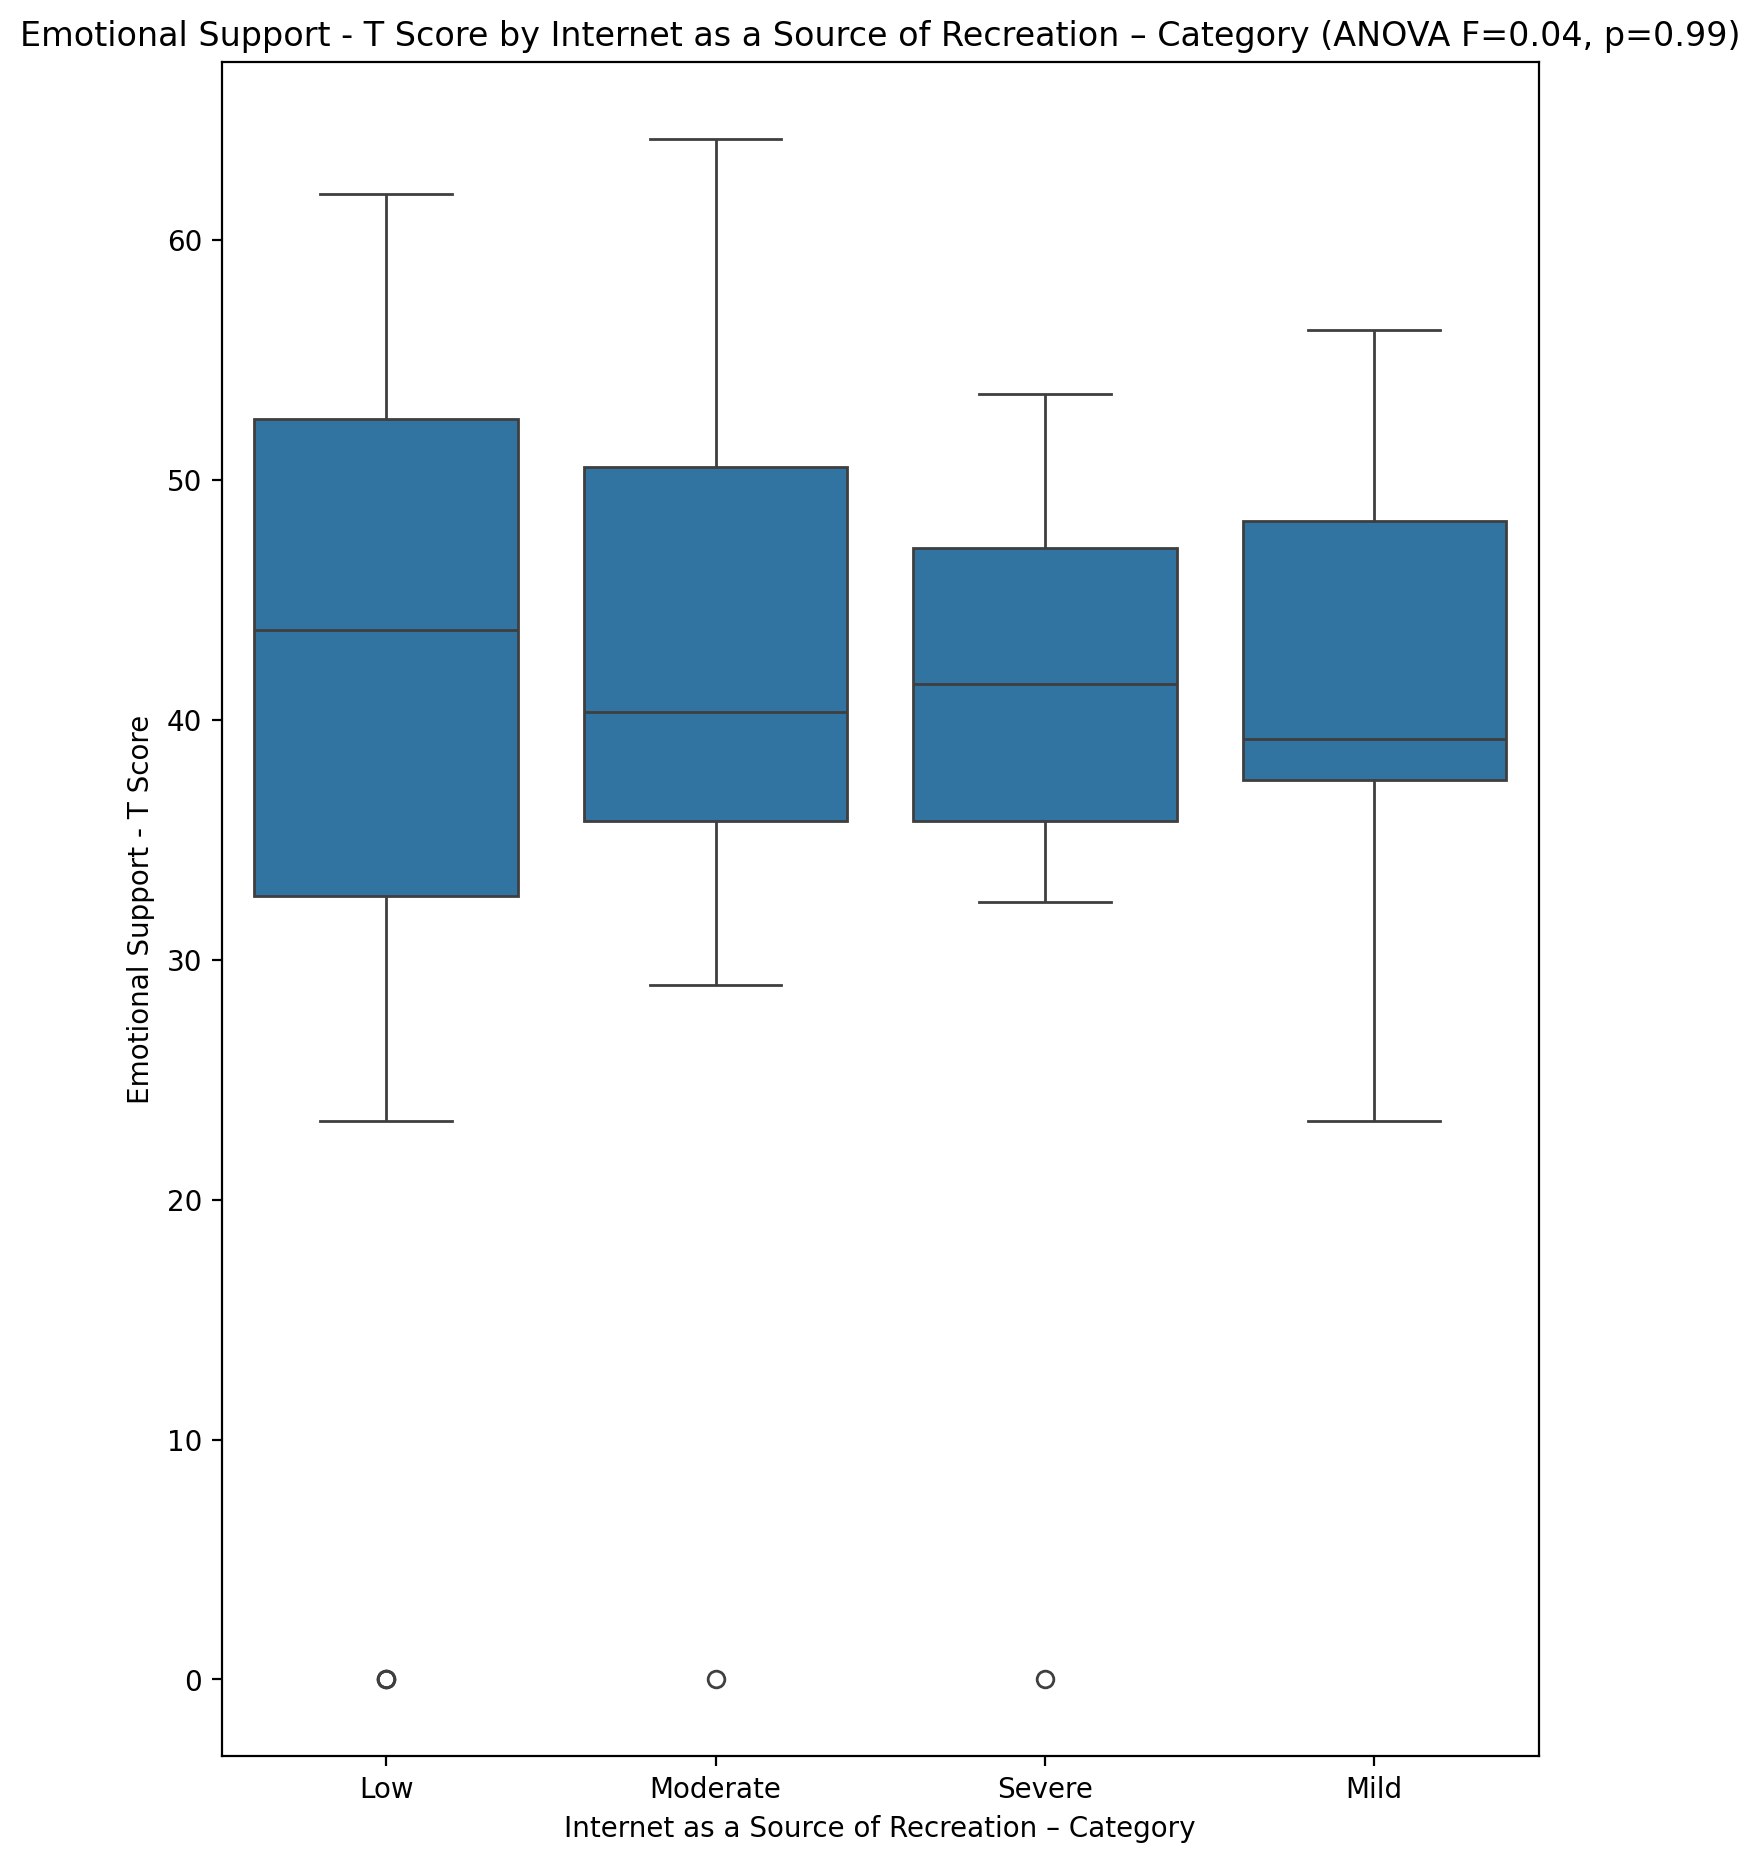 Emotional Support - T Score by Internet as a Source of Recreation – Category (ANOVA F=0.04, p=0.99)
60
50
40
30
20
10
0
Emotional Support - T Score
Low Moderate Severe Mild
Internet as a Source of Recreation – Category